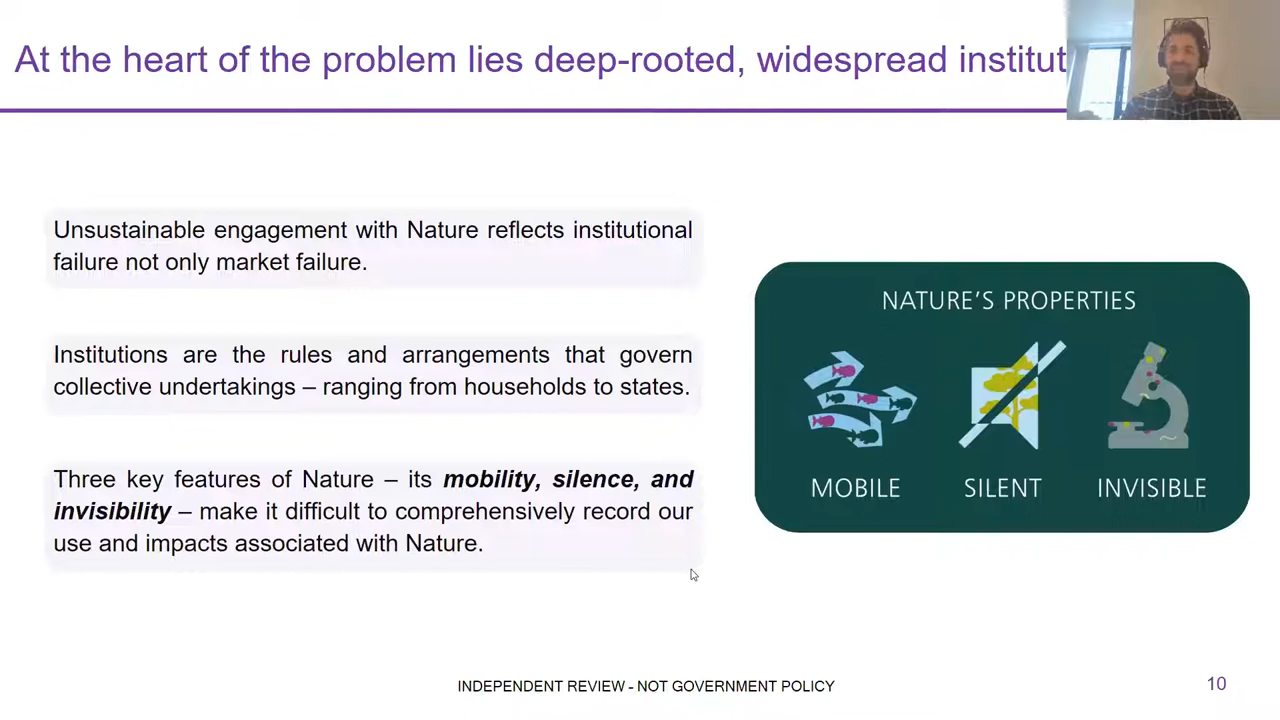 At the heart of the problem lies deep-rooted, widespread
Unsustainable engagement with Nature reflects institutional
failure not only market failure.
Institutions are the rules and arrangements that govern
collective undertakings – ranging from households to states.
Three key features of Nature – its mobility, silence, and
invisibility – make it difficult to comprehensively record our
use and impacts associated with Nature.
NATURE'S PROPERTIES
MOBILE
SILENT
INVISIBLE
INDEPENDENT REVIEW - NOT GOVERNMENT POLICY
10